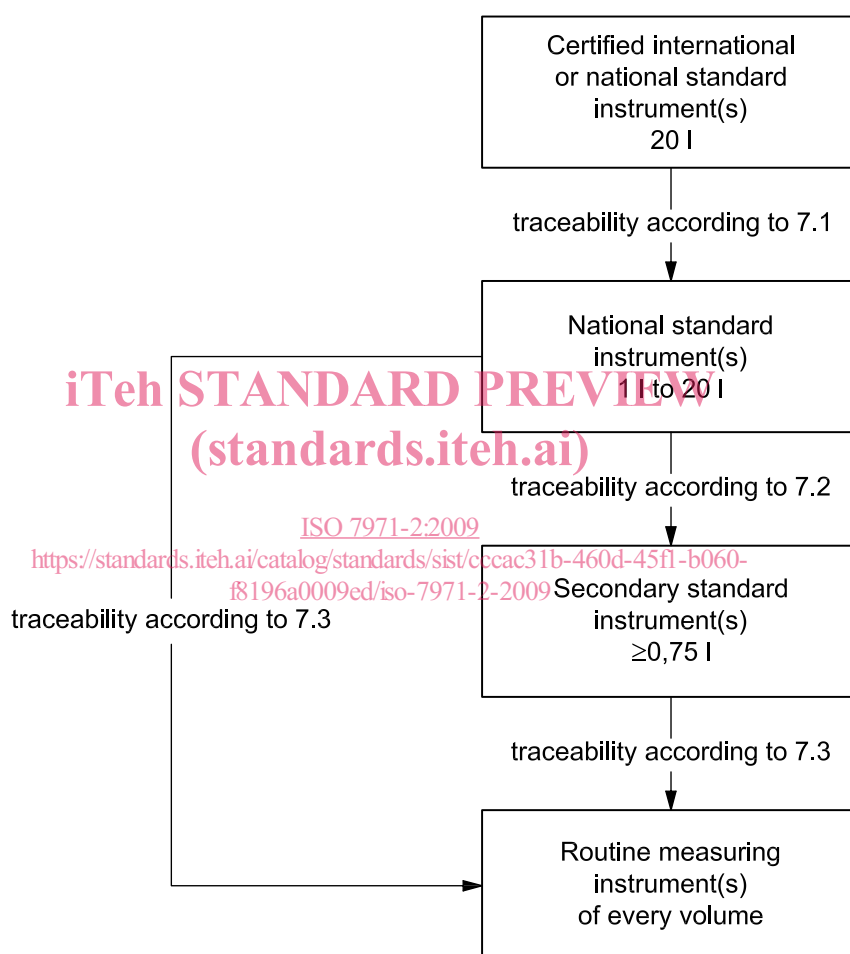 Certified international
or national standard
instrument(s)
20 l
traceability according to 7.1
National standard
instrument(s)
1 l to 20 l
iTeh STANDARD PREVIEW
(standards.iteh.ai)
traceability according to 7.2
ISO 7971-2:2009
https://standards.iteh.ai/catalog/standards/sist/cccac31b-460d-45f1-b060-
f8196a0009ed/iso-7971-2-2009
Secondary standard
instrument(s)
≥0,75 l
traceability according to 7.3
traceability according to 7.3
Routine measuring
instrument(s)
of every volume